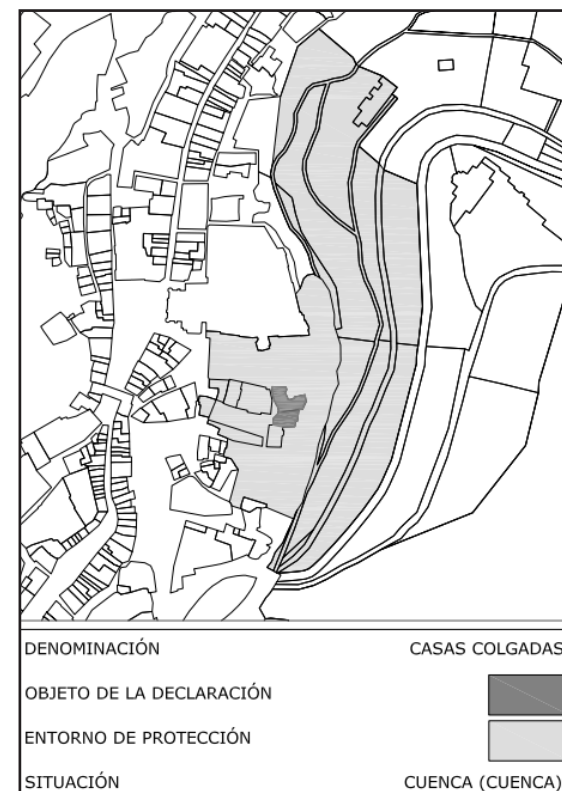 DENOMINACIÓN CASAS COLGADAS
OBJETO DE LA DECLARACIÓN
ENTORNO DE PROTECCIÓN
SITUACIÓN CUENCA (CUENCA)